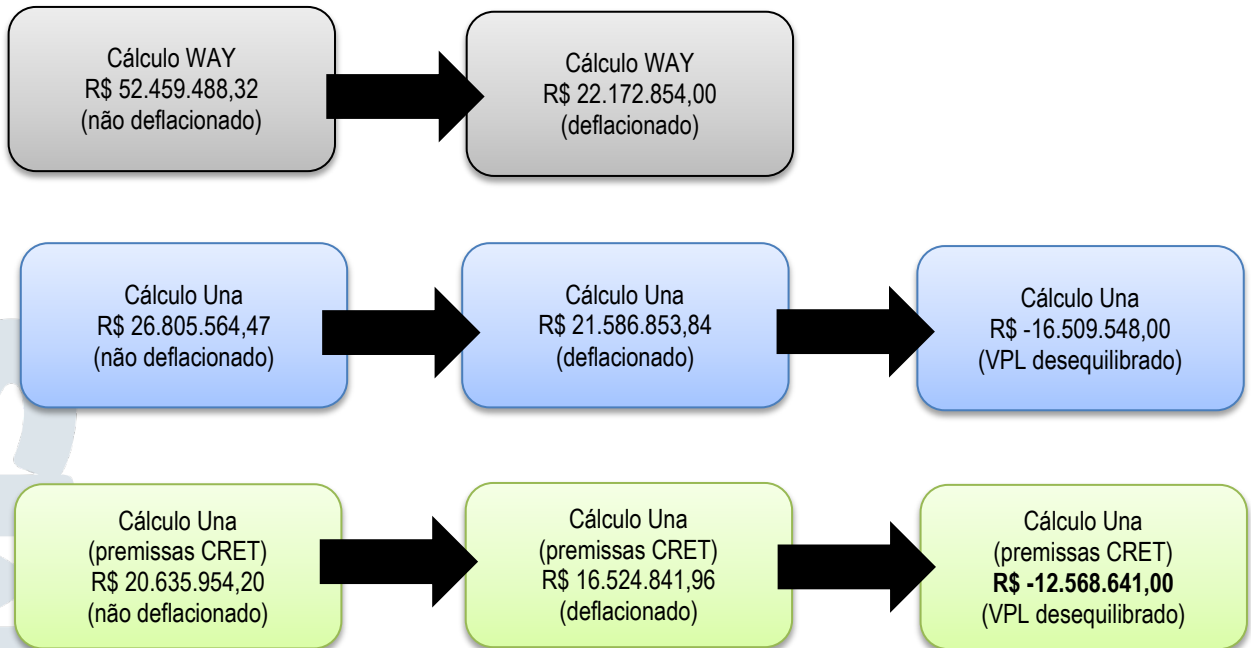 Cálculo WAY
R$ 52.459.488,32
(não deflacionado)
Cálculo WAY
R$ 22.172.854,00
(deflacionado)
Cálculo Una
R$ 26.805.564,47
(não deflacionado)
Cálculo Una
R$ 21.586.853,84
(deflacionado)
Cálculo Una
R$ -16.509.548,00
(VPL desequilibrado)
Cálculo Una
(premissas CRET)
R$ 20.635.954,20
(não deflacionado)
Cálculo Una
(premissas CRET)
R$ 16.524.841,96
(deflacionado)
Cálculo Una
(premissas CRET)
R$ -12.568.641,00
(VPL desequilibrado)